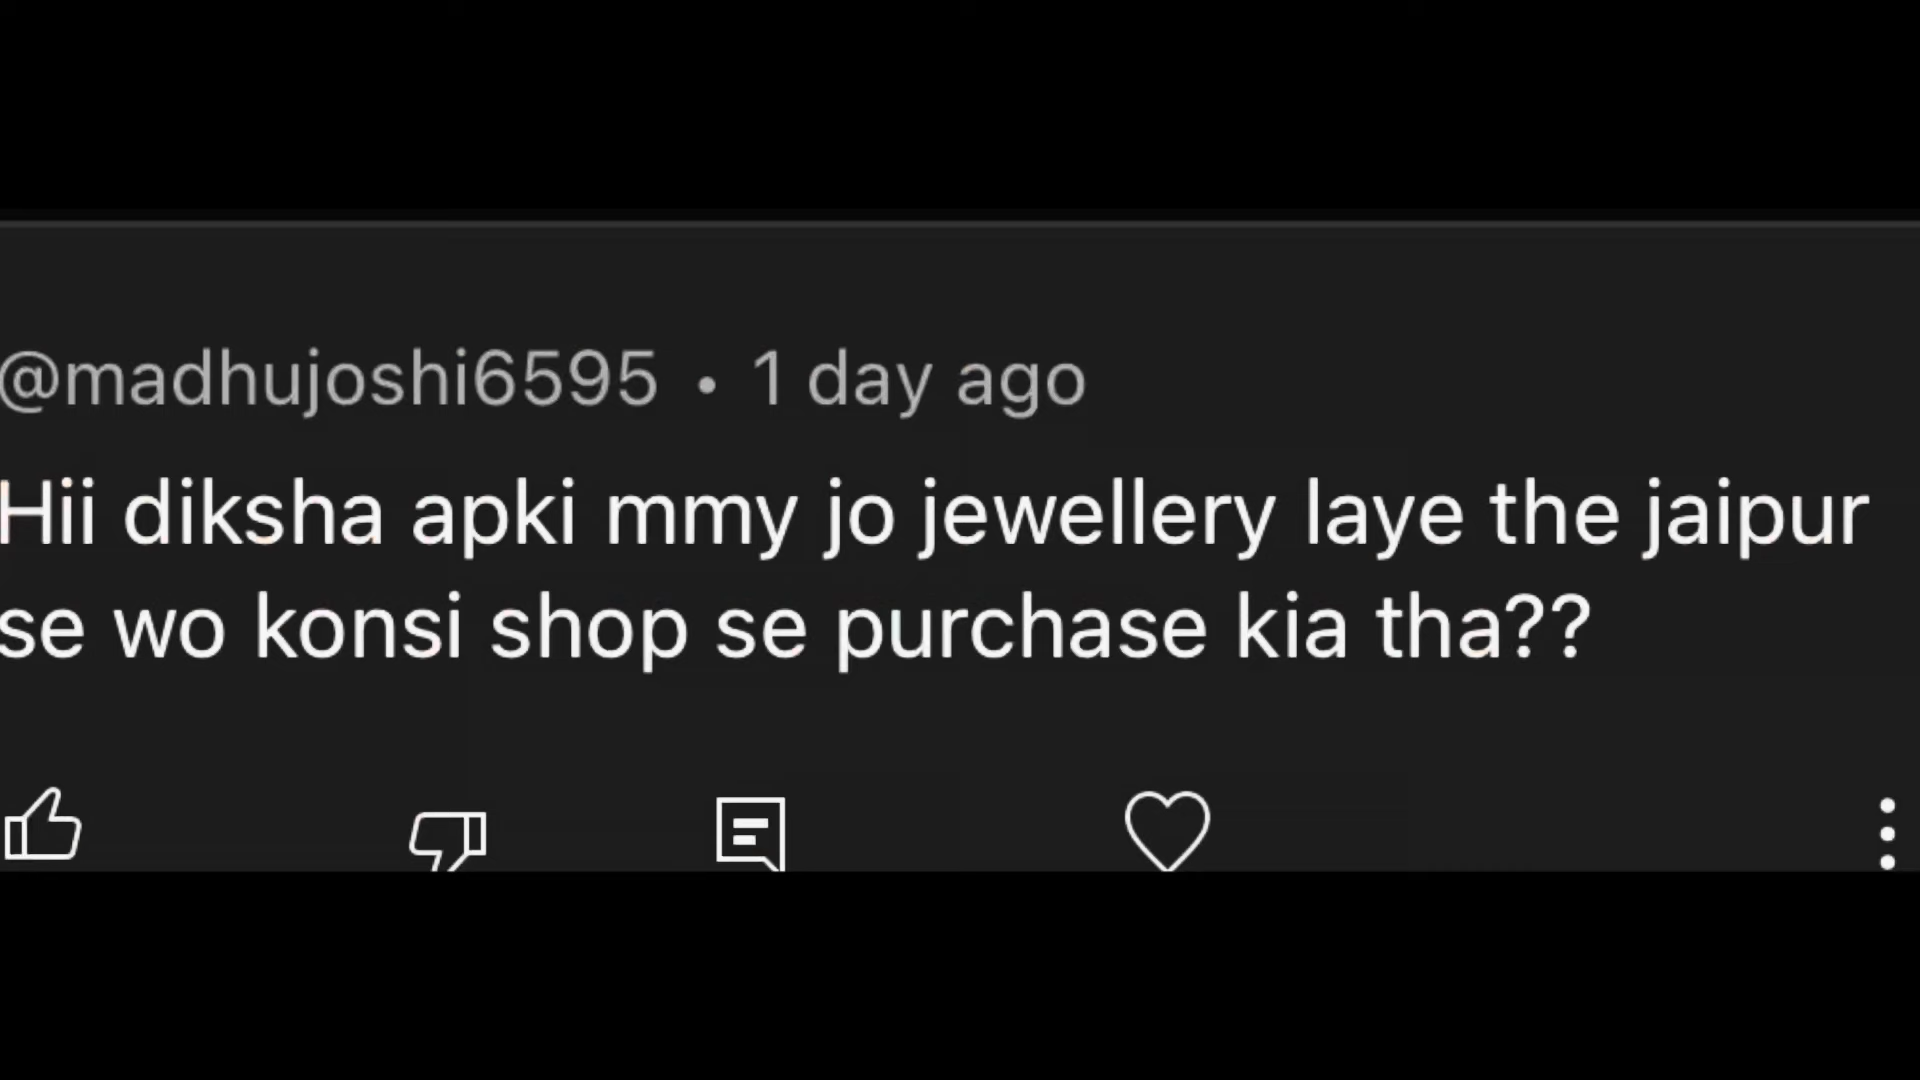 @madhujoshi6595 • 1 day ago
Hii diksha apki mmy jo jewellery laye the jaipur
se wo konsi shop se purchase kia tha??